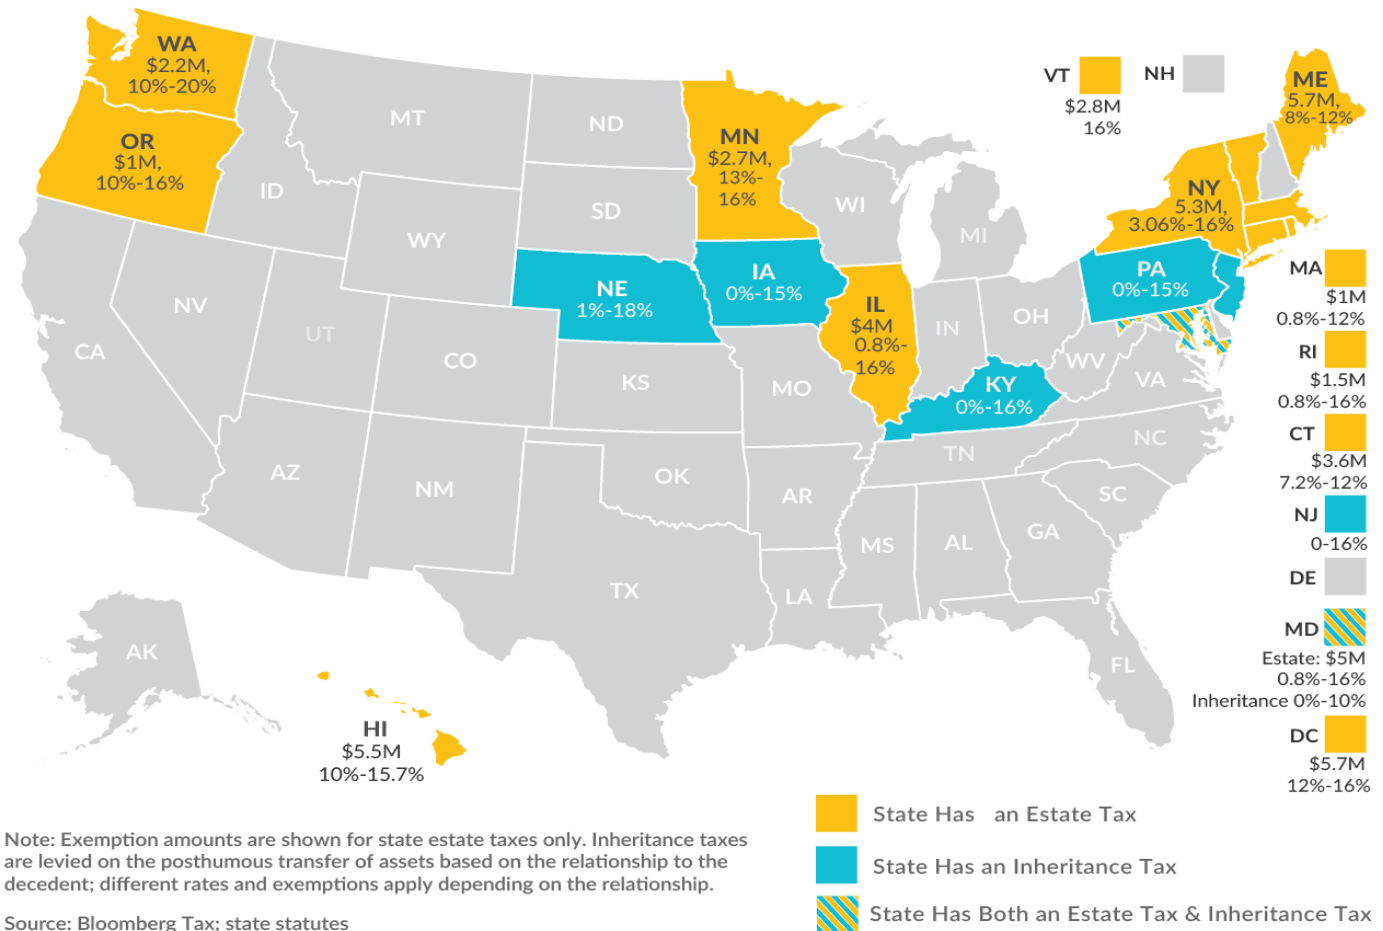 WA
$2.2M,
10%-20%
OR
$1M,
10%-16%
ID
MT
ND
MN
$2.7M,
13%-
16%
VT
$2.8M
16%
NH
ME
5.7M,
8%-12%
NY
5.3M,
3.06%-16%
WI
MI
SD
WY
NE
1%-18%
IA
0%-15%
IL
$4M
0.8%-
16%
IN
OH
PA
0%-15%
NV
UT
CO
CA
KS
MO
KY
0%-16%
WV
VA
AZ
NM
OK
AR
TN
NC
SC
MS
AL
GA
TX
LA
FL
AK
HI
$5.5M
10%-15.7%
MA
$1M
0.8%-12%
RI
$1.5M
0.8%-16%
CT
$3.6M
7.2%-12%
NJ
0-16%
DE
MD
Estate: $5M
0.8%-16%
Inheritance 0%-10%
DC
$5.7M
12%-16%
State Has an Estate Tax
State Has an Inheritance Tax
State Has Both an Estate Tax & Inheritance Tax
Note: Exemption amounts are shown for state estate taxes only. Inheritance taxes
are levied on the posthumous transfer of assets based on the relationship to the
decedent; different rates and exemptions apply depending on the relationship.
Source: Bloomberg Tax; state statutes